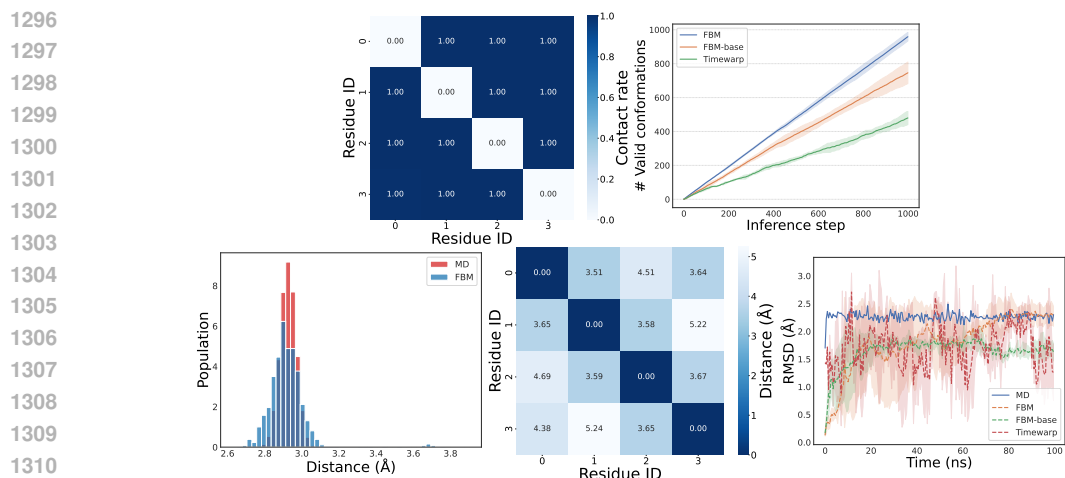 1296
1297
1298
1299
1300
1301
1302
1303
1304
1305
1306
1307
1308
1309
1310
Residue ID
0
1
2
3
0.00 1.00 1.00 1.00
1.00 0.00 1.00 1.00
1.00 1.00 0.00 1.00
1.00 1.00 1.00 0.00
0 1 2 3
Residue ID
1.0
0.8
0.6
0.4
0.2
0.0
Contact rate
# Valid conformations
1000
800
600
400
200
0
FBM
FBM-base
Timewarp
0 200 400 600 800 1000
Inference step
Population
8
6
4
2
0
MD
FBM
2.6 2.8 3.0 3.2 3.4 3.6 3.8
Distance (Å)
Residue ID
0
1
2
3
0.00 3.51 4.51 3.64
3.65 0.00 3.58 5.22
4.69 3.59 0.00 3.67
4.38 5.24 3.65 0.00
0 1 2 3
Residue ID
5
4
3
2
1
0
Distance (Å)
RMSD (Å)
3.0
2.5
2.0
1.5
1.0
0.5
0.0
MD
FBM
FBM-base
Timewarp
0 20 40 60 80 100
Time (ns)